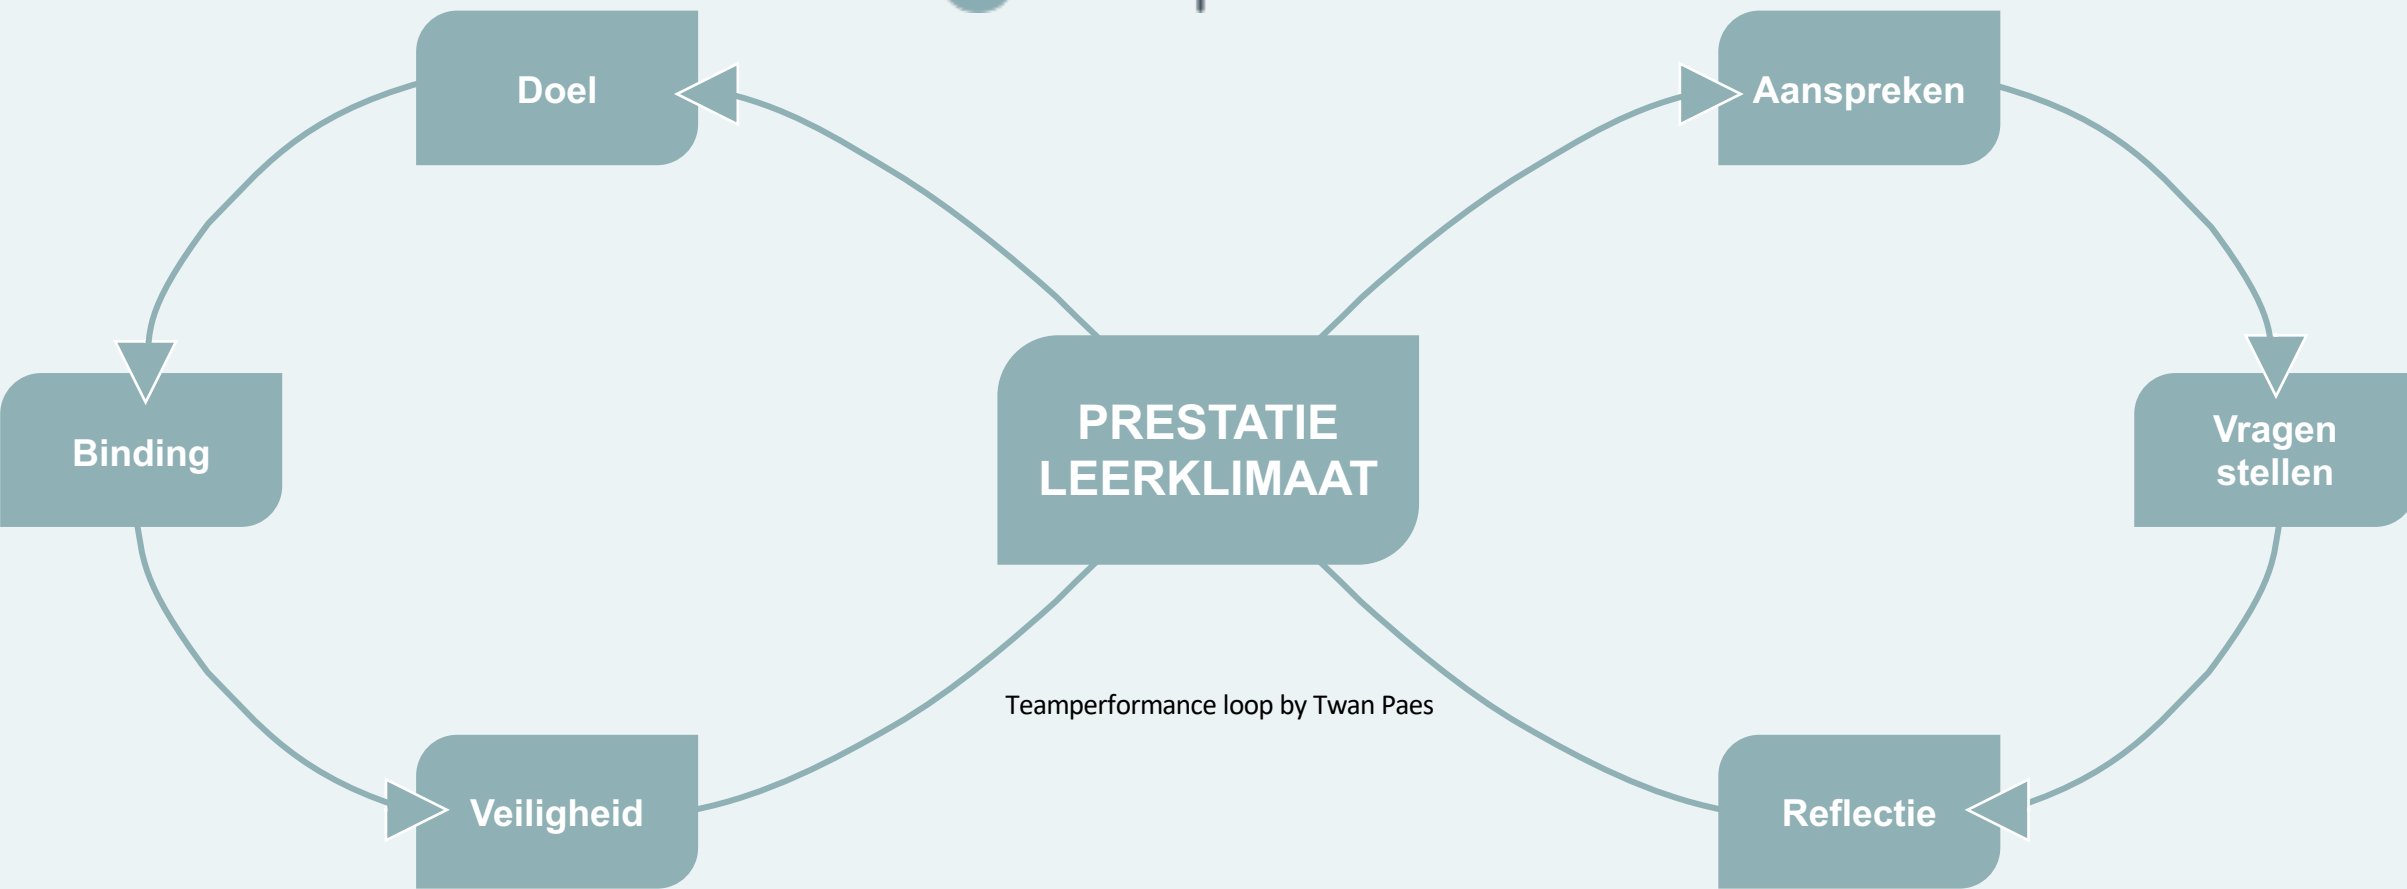 Doel
Aanspreken
Binding
PRESTATIE
LEERKLIMAAT
Vragen
stellen
Teamperformance loop by Twan Paes
Veiligheid
Reflectie